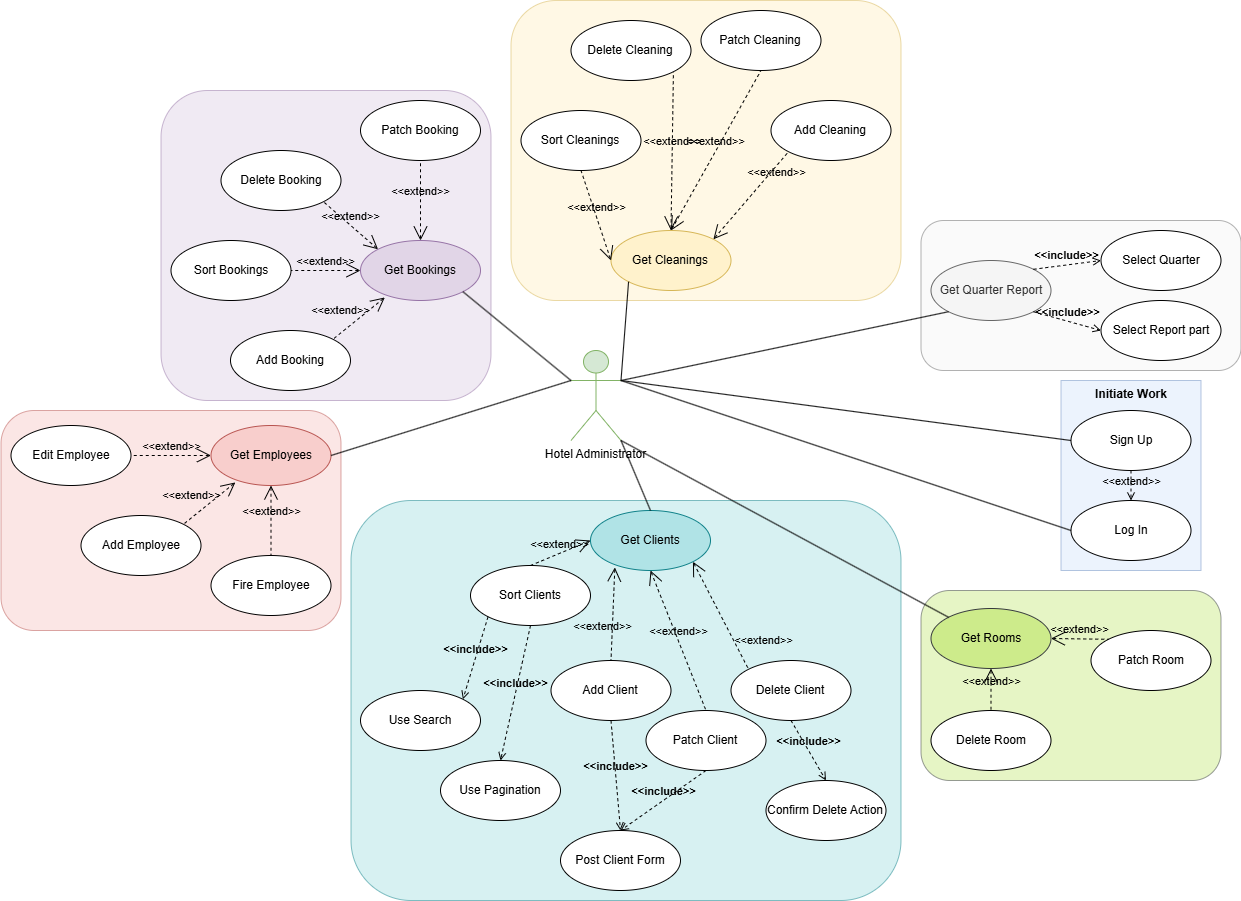 Delete Cleaning
Patch Cleaning
Sort Cleanings
Add Cleaning
<<extend>>
<<extend>>
<<extend>>
<<extend>>
Get Cleanings
Patch Booking
Delete Booking
<<extend>>
<<extend>>
Sort Bookings
<<extend>>
Get Bookings
<<extend>>
Add Booking
Get Quarter Report
<<include>>
Select Quarter
<<include>>
Select Report part
Initiate Work
Sign Up
<<extend>>
Log In
Hotel Administrator
Edit Employee
<<extend>>
Get Employees
<<extend>>
<<extend>>
Add Employee
Fire Employee
Get Clients
<<extend>>
Sort Clients
<<extend>>
<<extend>>
<<extend>>
<<include>>
<<include>>
Add Client
Delete Client
Use Search
Patch Client
<<include>>
<<include>>
<<include>>
Use Pagination
Confirm Delete Action
Post Client Form
Get Rooms
<<extend>>
Patch Room
<<extend>>
Delete Room